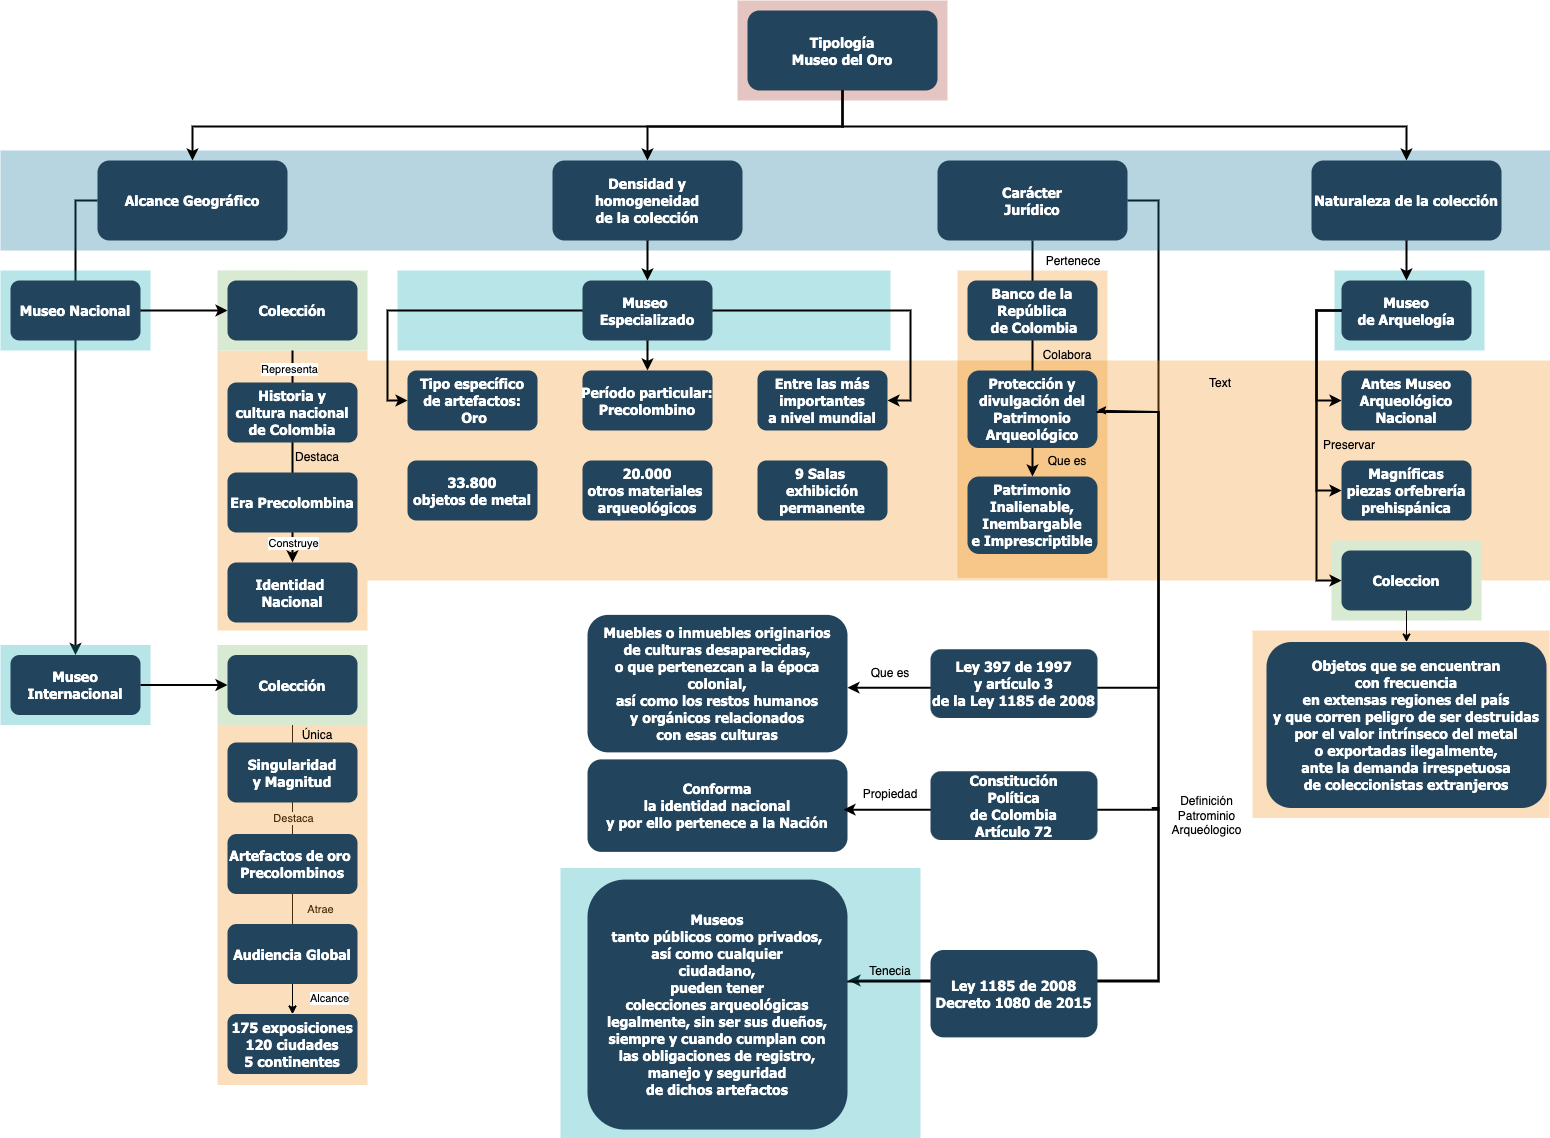 Tipología
Museo del Oro
Alcance Geográfico
Densidad y
homogeneidad
de la colección
Carácter
Jurídico
Naturaleza de la colección
Pertenece
Museo Nacional
Colección
Museo
Especializado
Banco de la
República
de Colombia
Museo
de Arquelogía
Representa
Colabora
Text
Historia y
cultura nacional
de Colombia
Tipo específico
de artefactos:
Oro
Período particular:
Precolombino
Entre las más
importantes
a nivel mundial
Protección y
divulgación del
Patrimonio
Arqueológico
Antes Museo
Arqueológico
Nacional
Destaca
Que es
Preservar
Era Precolombina
33.800
objetos de metal
20.000
otros materiales
arqueológicos
9 Salas
exhibición
permanente
Patrimonio
Inalienable,
Inembargable
e Imprescriptible
Magníficas
piezas orfebrería
prehispánica
Construye
Identidad
Nacional
Coleccion
Museo
Internacional
Colección
Muebles o inmuebles originarios
de culturas desaparecidas,
o que pertenezcan a la época
colonial,
así como los restos humanos
y orgánicos relacionados
con esas culturas
Que es
Ley 397 de 1997
y artículo 3
de la Ley 1185 de 2008
Objetos que se encuentran
con frecuencia
en extensas regiones del país
y que corren peligro de ser destruidas
por el valor intrínseco del metal
o exportadas ilegalmente,
ante la demanda irrespetuosa
de coleccionistas extranjeros
Única
Singularidad
y Magnitud
Destaca
Conforma
la identidad nacional
y por ello pertenece a la Nación
Propiedad
Constitución
Política
de Colombia
Artículo 72
Definición
Patrominio
Arqueólogico
Artefactos de oro
Precolombinos
Atrae
Audiencia Global
Alcance
175 exposiciones
120 ciudades
5 continentes
Museos
tanto públicos como privados,
así como cualquier
ciudadano,
pueden tener
colecciones arqueológicas
legalmente, sin ser sus dueños,
siempre y cuando cumplan con
las obligaciones de registro,
manejo y seguridad
de dichos artefactos
Tenecia
Ley 1185 de 2008
Decreto 1080 de 2015